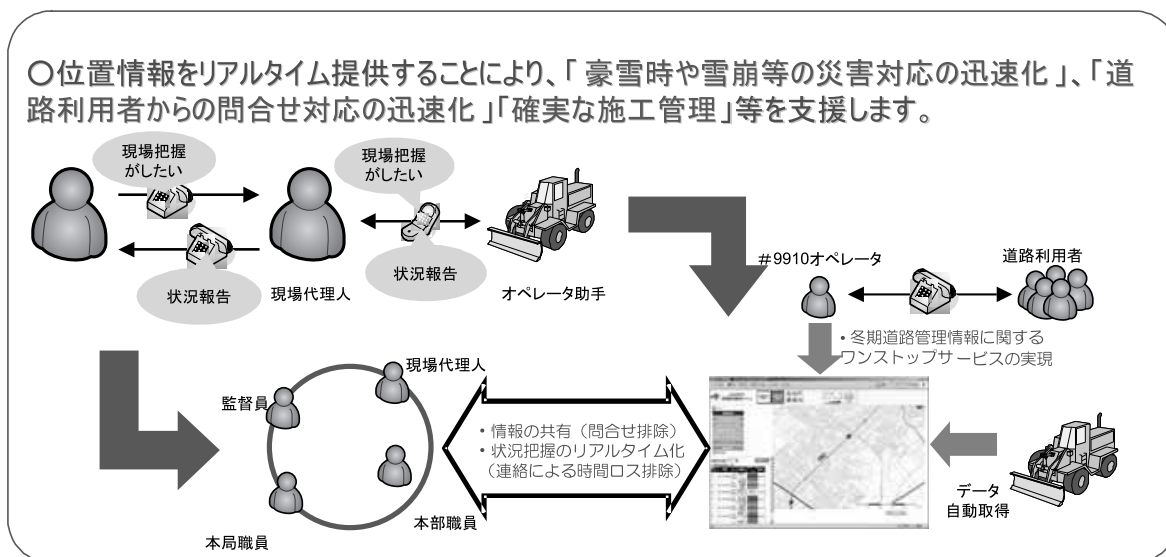 〇位置情報をリアルタイム提供することにより、「豪雪時や雪崩等の災害対応の迅速化」、「道
路利用者からの問合せ対応の迅速化」「確実な施工管理」等を支援します。
現場把握
がしたい
現場把握
がしたい
状況報告
状況報告
現場代理人
オペレータ助手
#9910オペレータ
道路利用者
・冬期道路管理情報に関する
ワンストップサービスの実現
現場代理人
監督員
・情報の共有（問合せ排除）
・状況把握のリアルタイム化
（連絡による時間ロス排除）
本部職員
本局職員
データ
自動取得